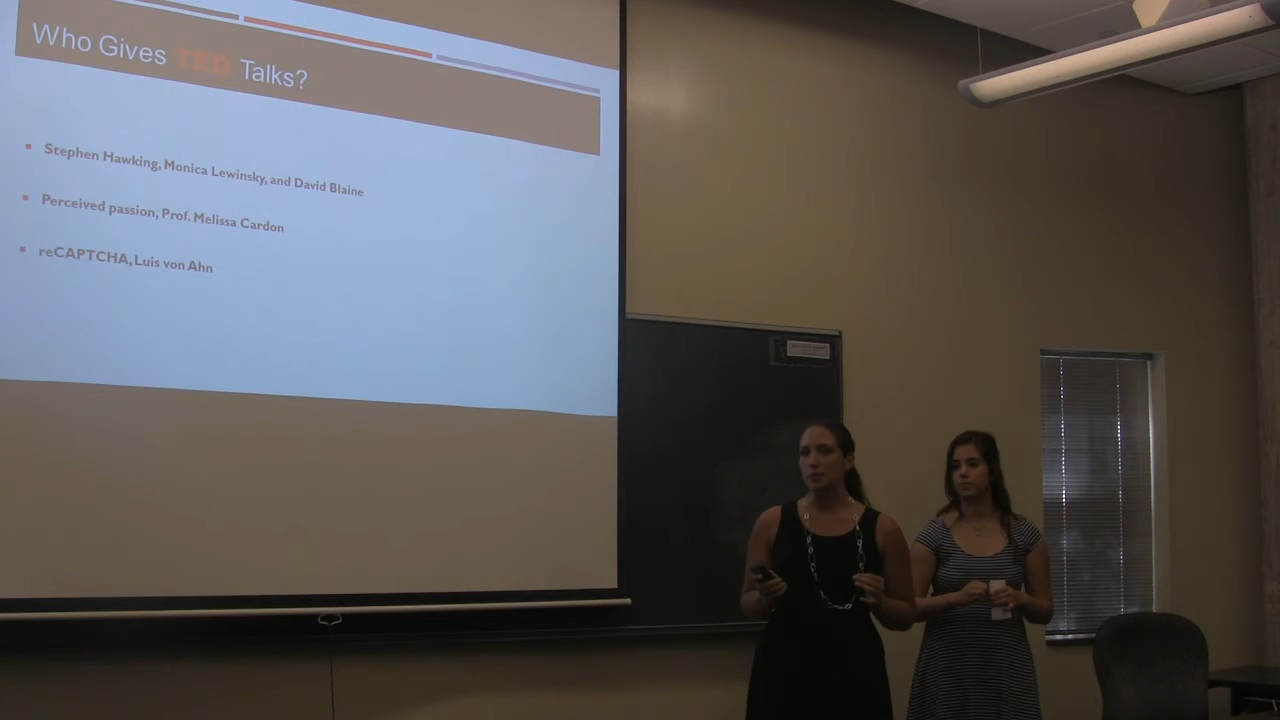 Who Gives TED Talks?
Stephen Hawking, Monica Lewinsky, and David Blaine
Perceived passion, Prof. Melissa Cardon
reCAPTCHA, Luis von Ahn